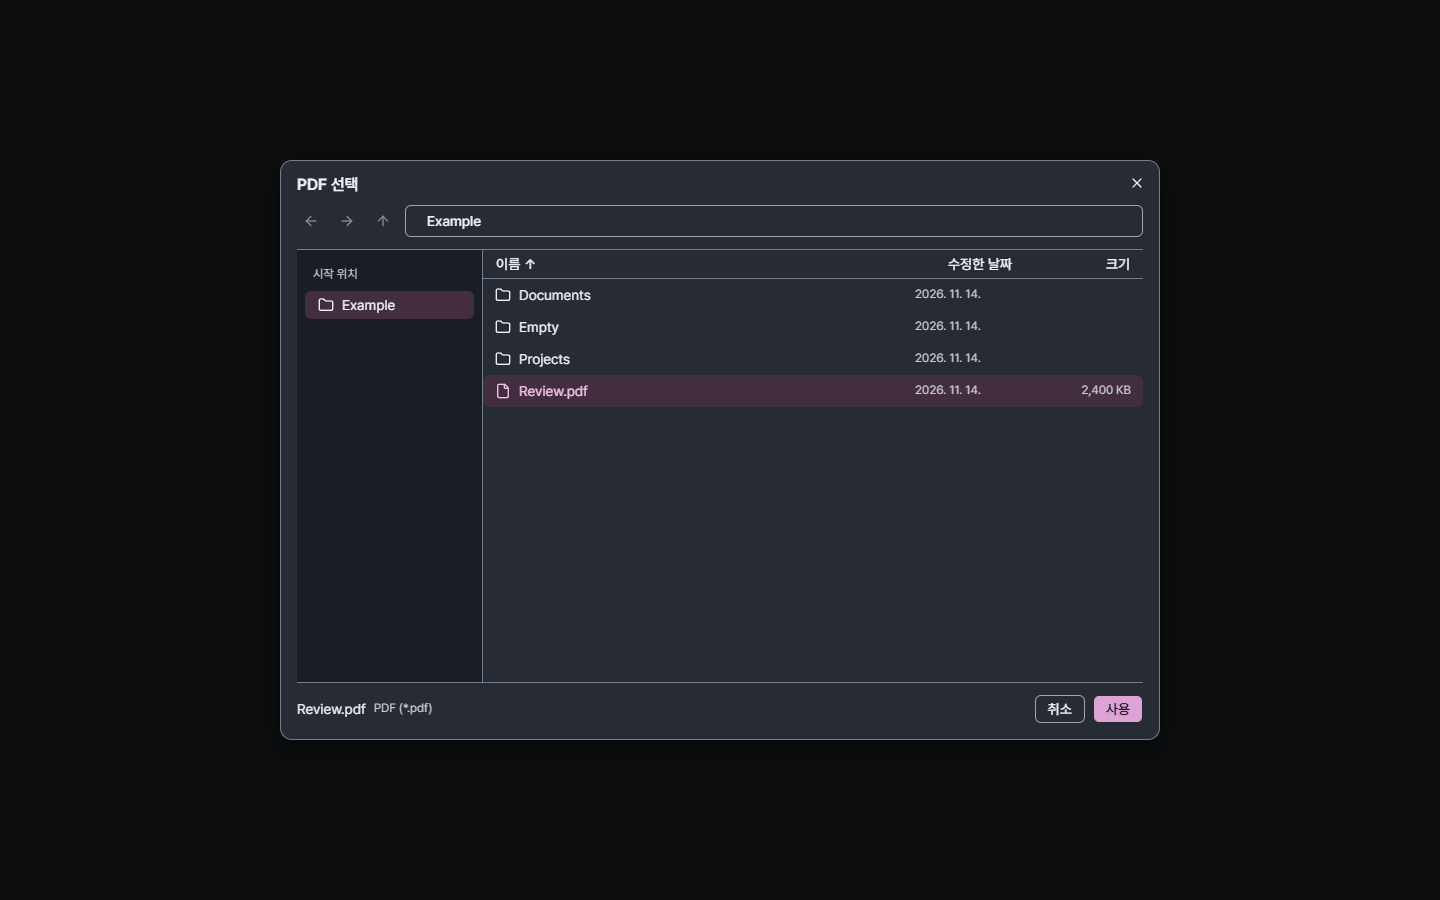 PDF 선택
Example
시작 위치
Example
이름 ↑ 수정한 날짜 크기
Documents 2026. 11. 14.
Empty 2026. 11. 14.
Projects 2026. 11. 14.
Review.pdf 2026. 11. 14. 2,400 KB
Review.pdf PDF (*.pdf) 취소 사용